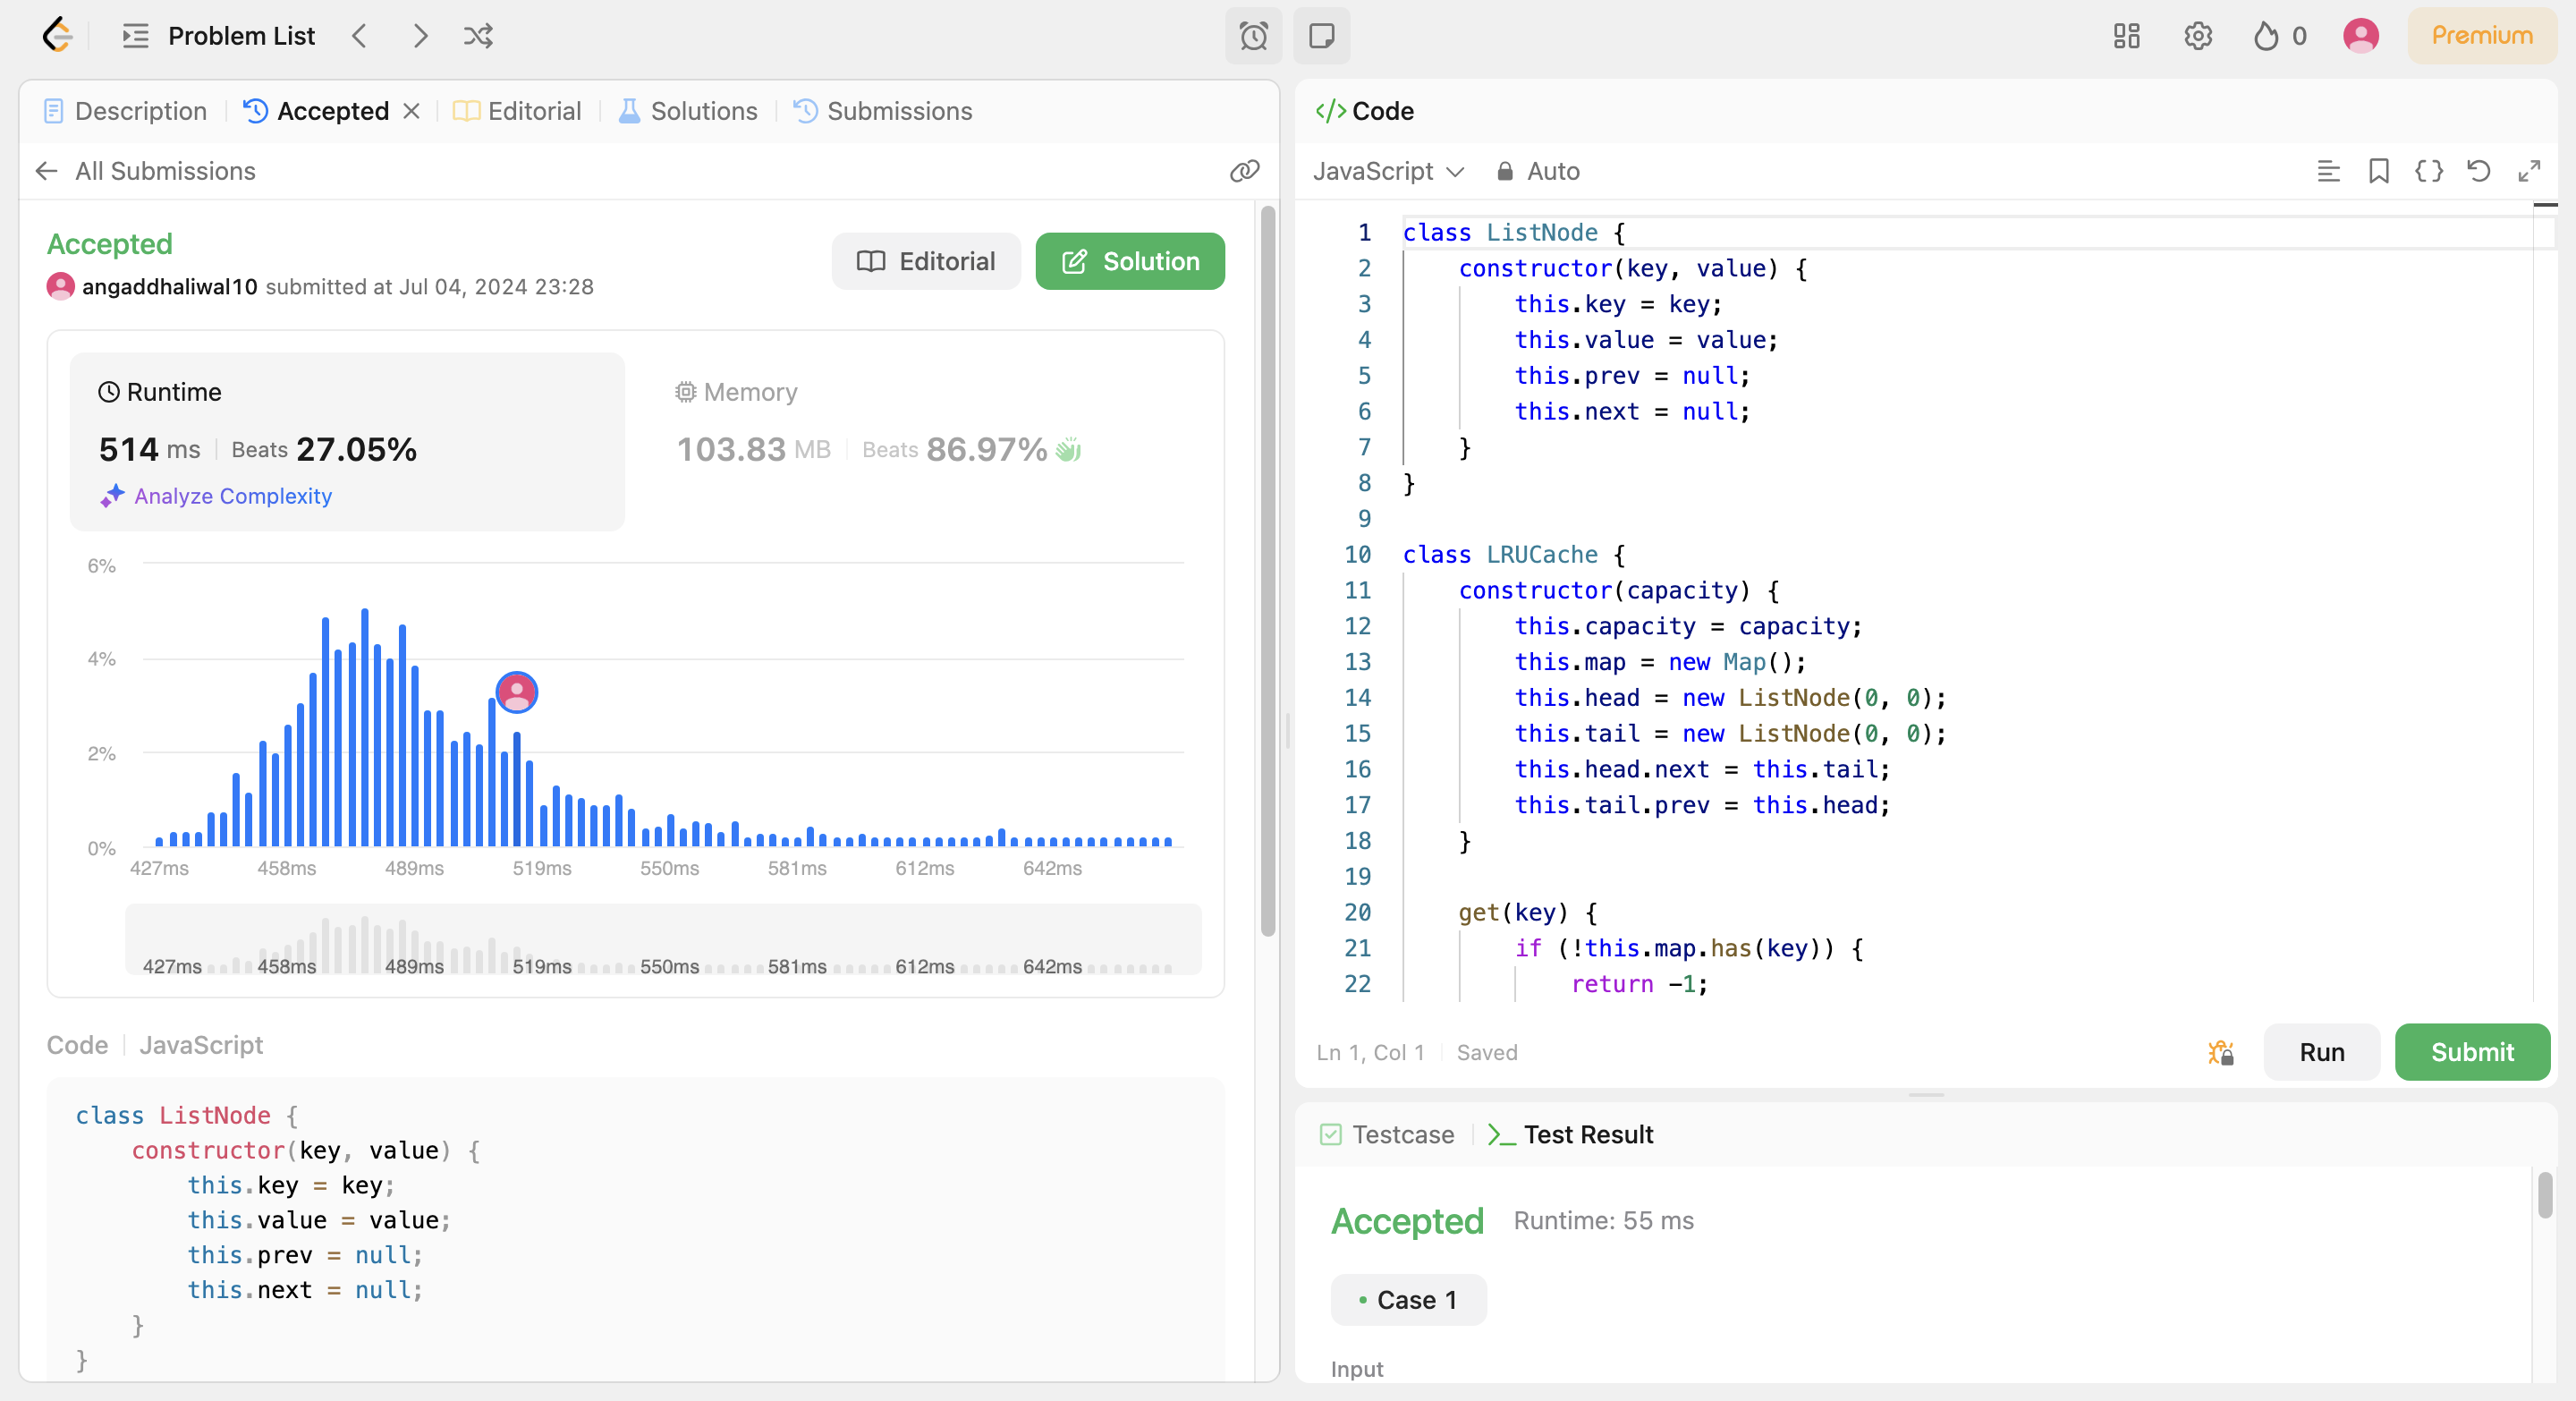 Problem List
0
Premium
Description
Accepted
Editorial
Solutions
Submissions
All Submissions
Accepted
angaddhaliwal10 submitted at Jul 04, 2024 23:28
Editorial
Solution
Runtime
514 ms
Beats 27.05%
Analyze Complexity
Memory
103.83 MB
Beats 86.97%
6%
4%
2%
0%
427ms 458ms 489ms 519ms 550ms 581ms 612ms 642ms
427ms 458ms 489ms 519ms 550ms 581ms 612ms 642ms
Code
JavaScript
class ListNode {
    constructor(key, value) {
        this.key = key;
        this.value = value;
        this.prev = null;
        this.next = null;
    }
}
</> Code
JavaScript
Auto
1 class ListNode {
2     constructor(key, value) {
3         this.key = key;
4         this.value = value;
5         this.prev = null;
6         this.next = null;
7     }
8 }
9
10 class LRUCache {
11     constructor(capacity) {
12         this.capacity = capacity;
13         this.map = new Map();
14         this.head = new ListNode(0, 0);
15         this.tail = new ListNode(0, 0);
16         this.head.next = this.tail;
17         this.tail.prev = this.head;
18     }
19
20     get(key) {
21         if (!this.map.has(key)) {
22             return -1;
Ln 1, Col 1
Saved
Run
Submit
Testcase
Test Result
Accepted
Runtime: 55 ms
Case 1
Input